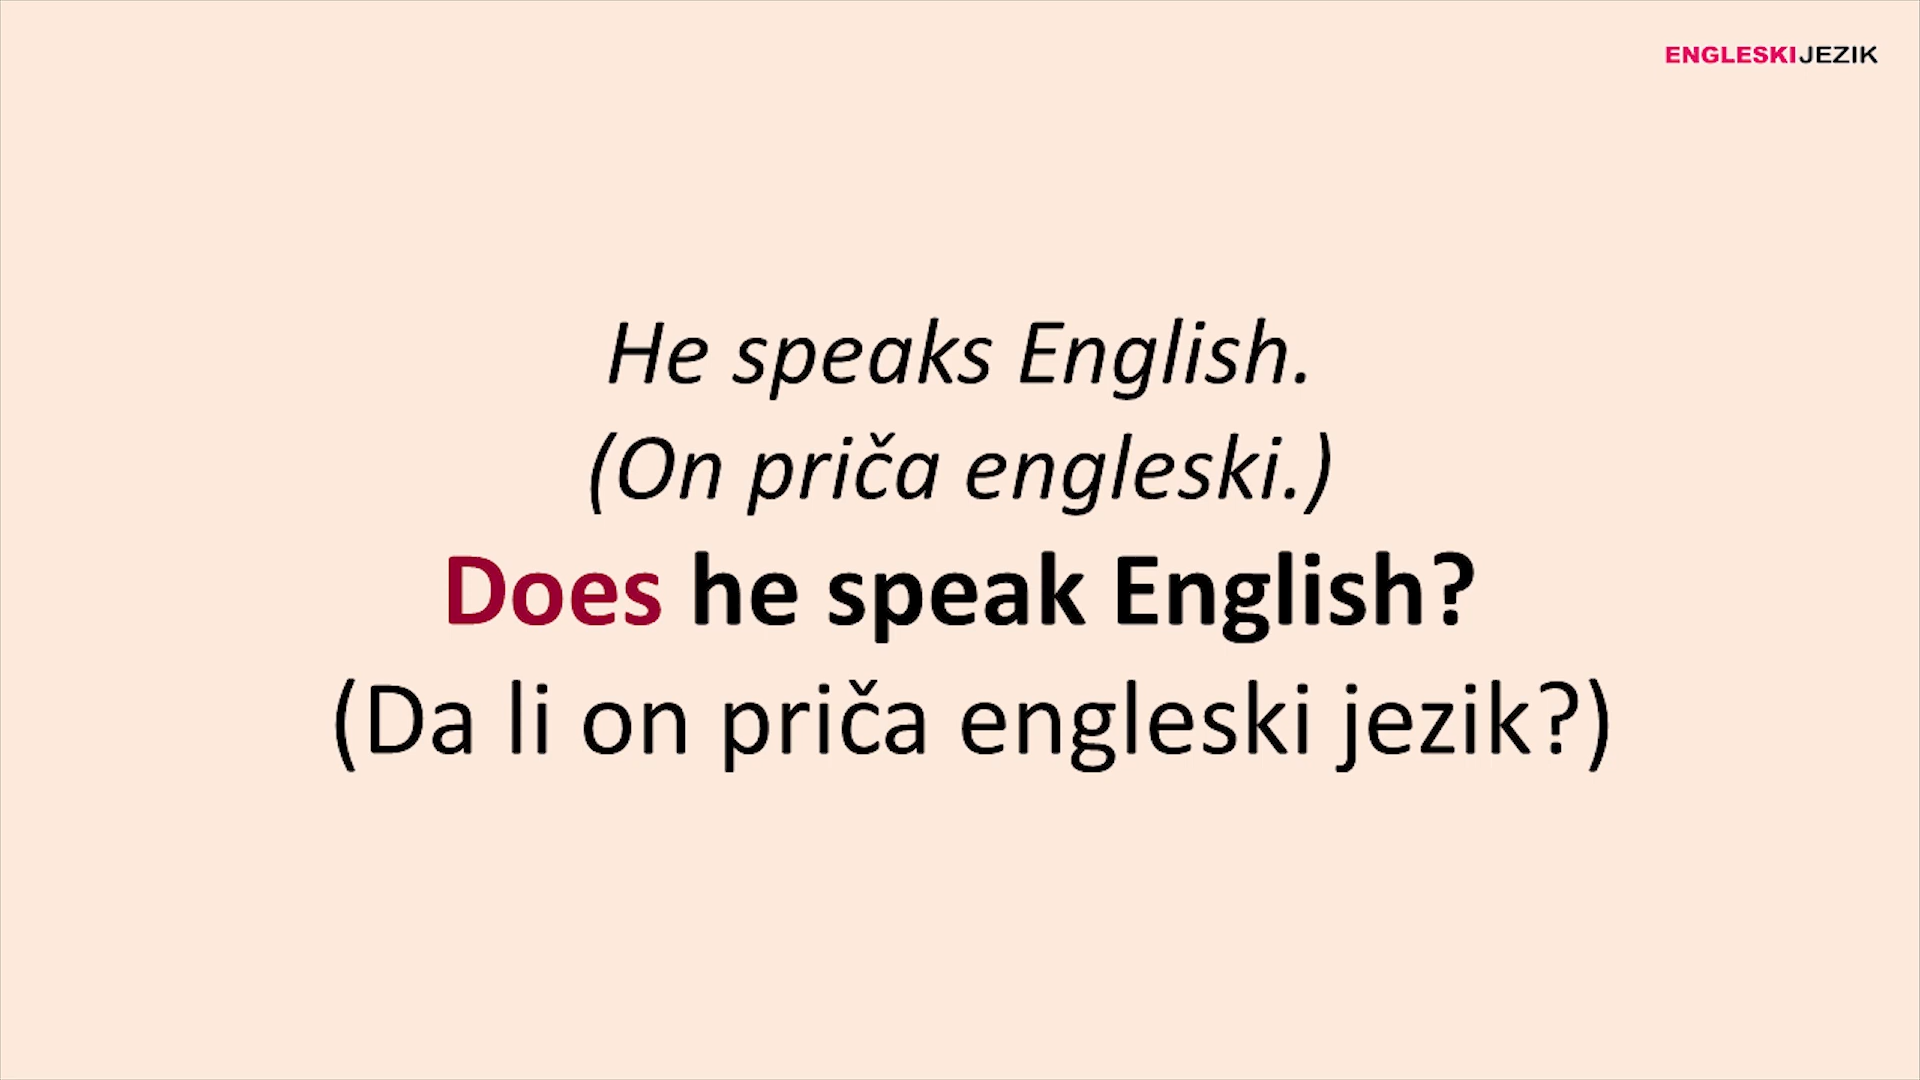 ENGLESKIJEZIK
He speaks English.
(On priča engleski.)
Does he speak English?
(Da li on priča engleski jezik?)